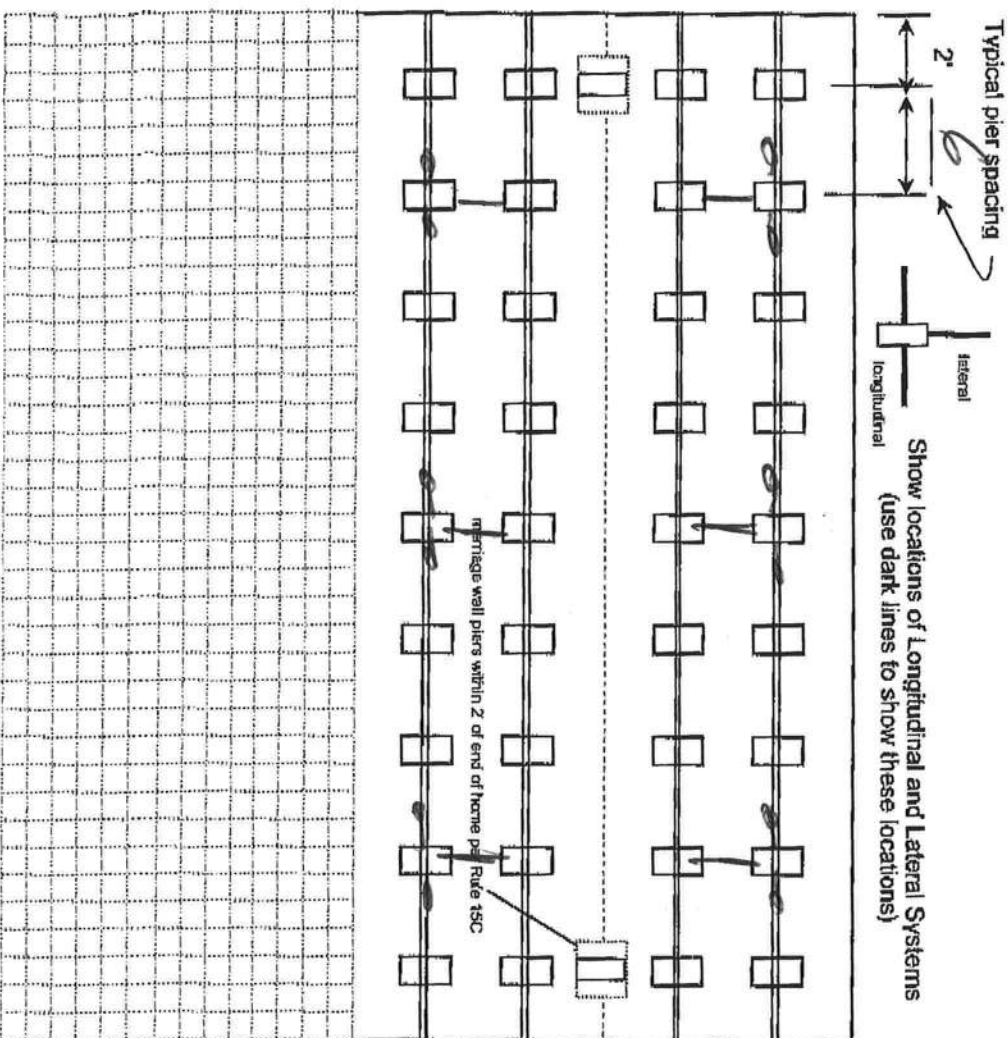 Typical pier spacing
2'
6
lateral
longitudinal
Show locations of Longitudinal and Lateral Systems
(use dark lines to show these locations)
marriage wall piers within 2' of end of home per Rule 15C